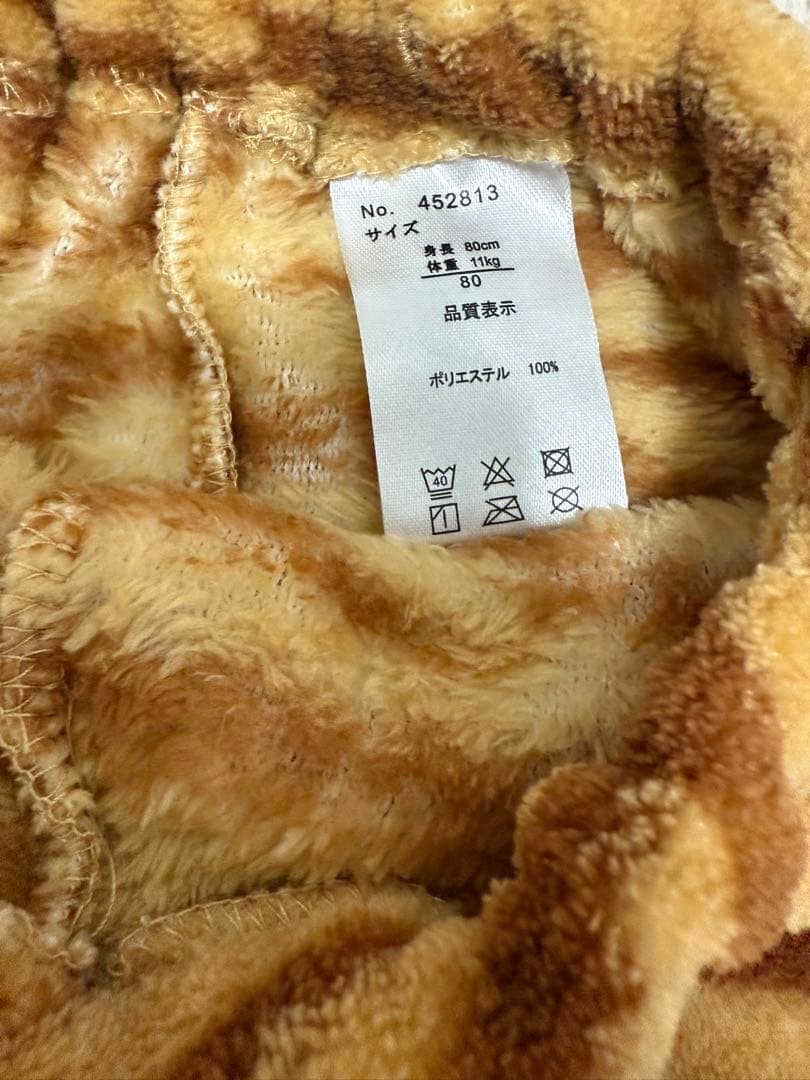 No. 452813
サイズ
身長 80cm
体重 11kg
80
品質表示
ポリエステル 100%
40